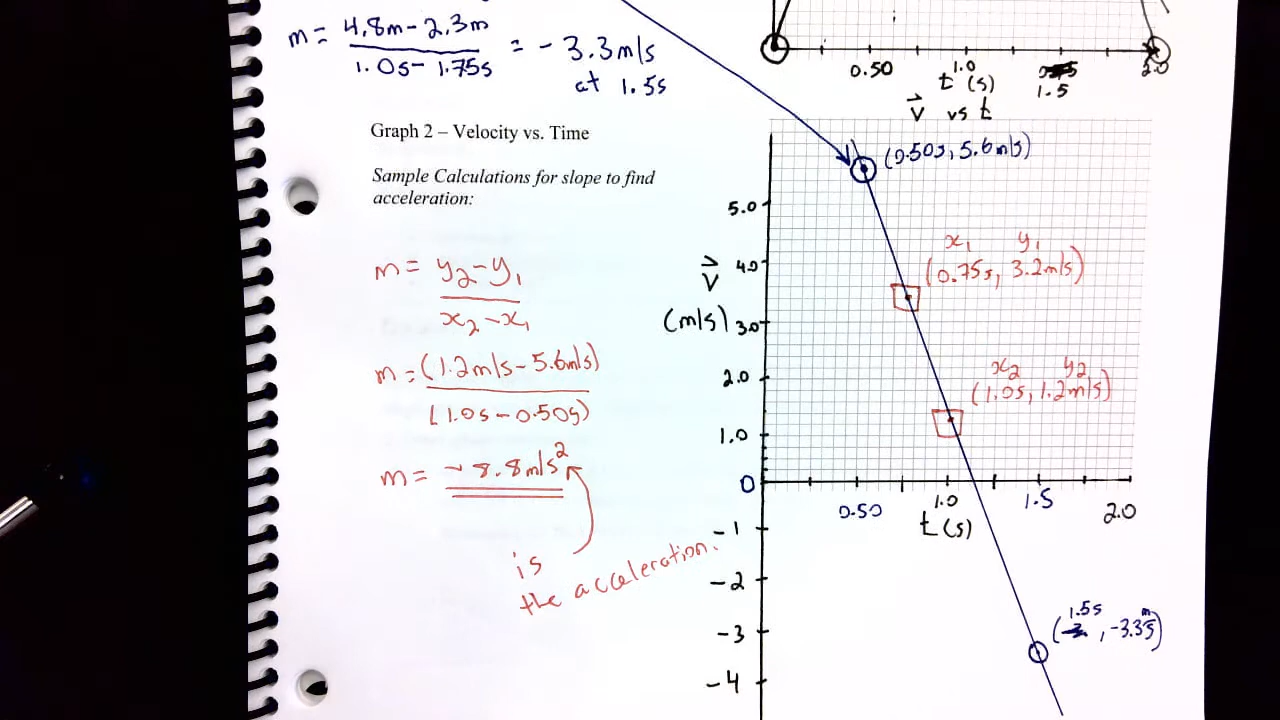 m = 4.8m - 2.3m
1.0s - 1.75s
= - 3.3 m/s
at 1.5s
0.50 1.0 2.0
t (s) 1.5
v⃗ vs t
Graph 2 – Velocity vs. Time
Sample Calculations for slope to find
acceleration:
m = y₂ - y₁
x₂ - x₁
m = (1.2m/s - 5.6m/s)
(1.0s - 0.50s)
m = - 8.8m/s²
is
the acceleration.
(0.50s, 5.6m/s)
5.0
x₁ y₁
(0.75s, 3.2m/s)
v⃗ 4.0
(m/s) 3.0
x₂ y₂
(1.0s, 1.2m/s)
2.0
1.0
0
0.50 1.0 1.5 2.0
t (s)
-1
-2
-3
-4
1.5s
( , -3.3 m/s)